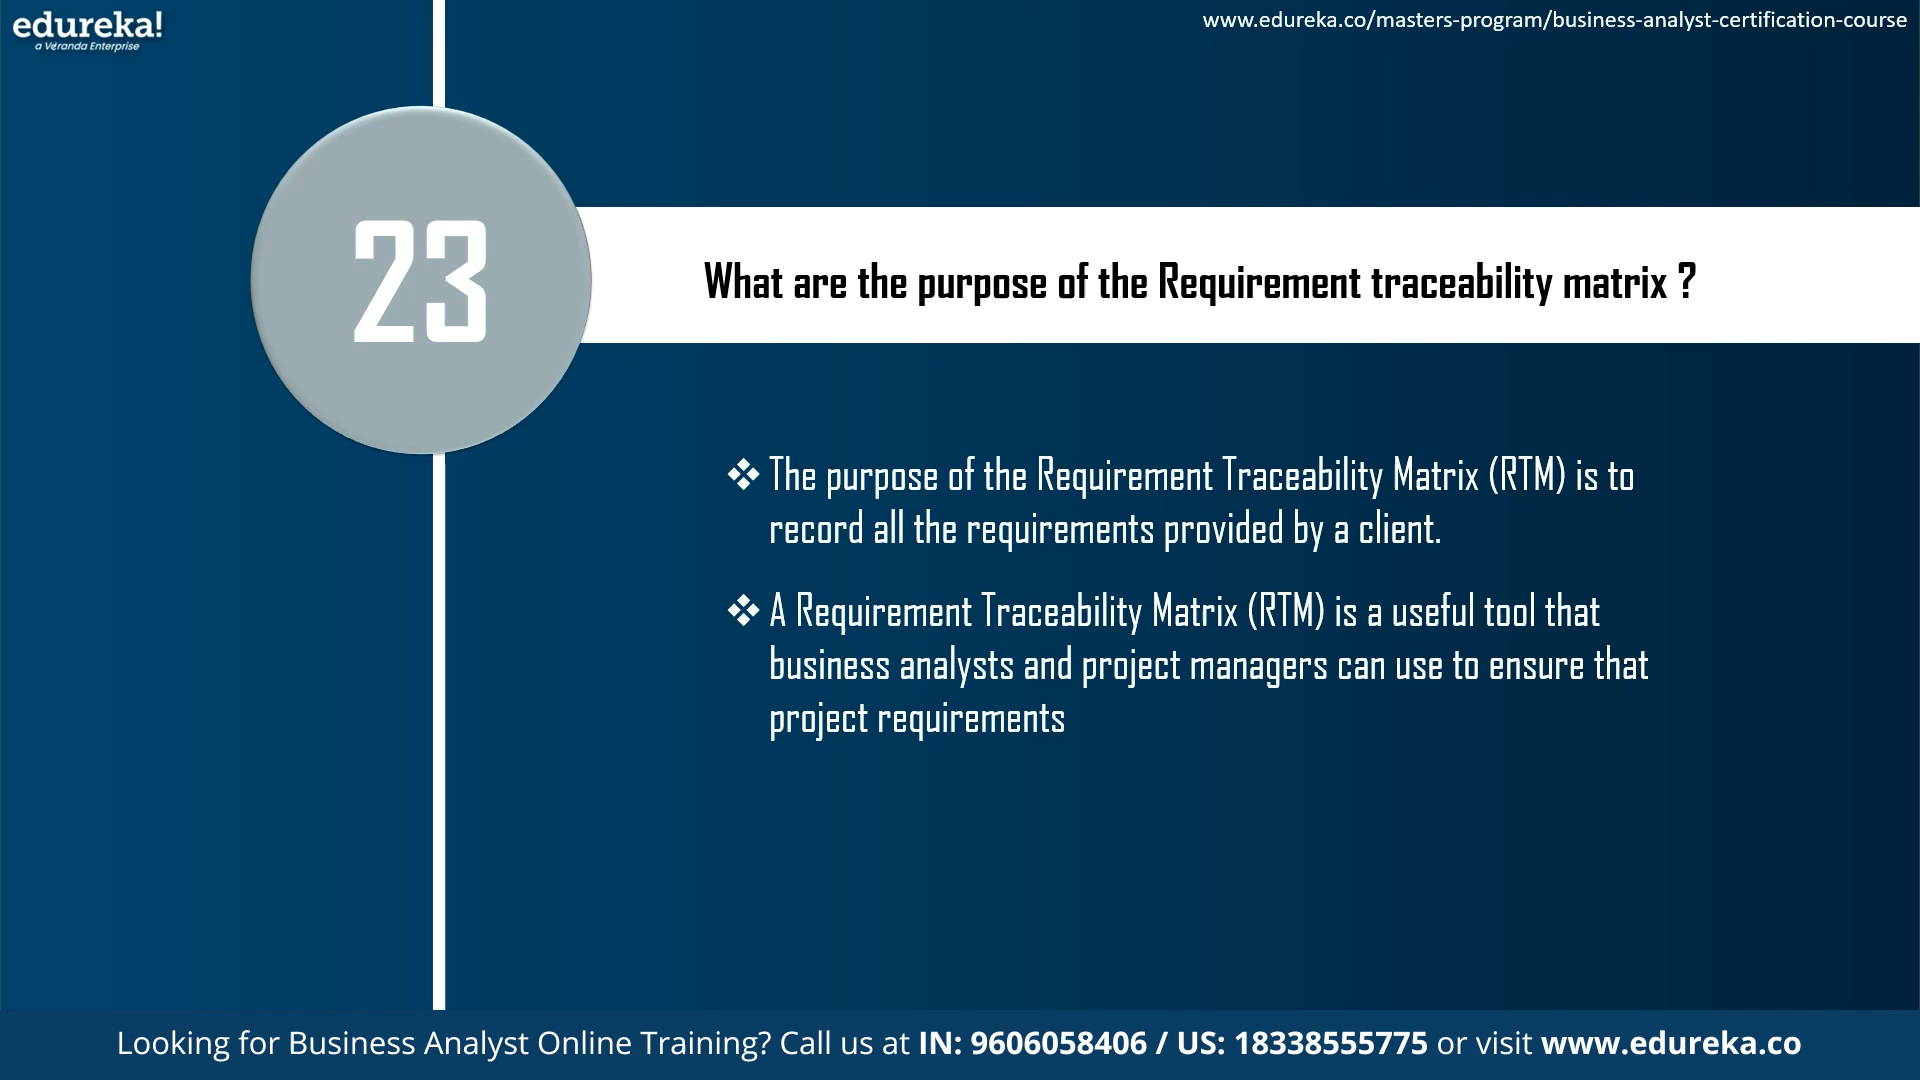 edureka!
a Veranda Enterprise
www.edureka.co/masters-program/business-analyst-certification-course
23
What are the purpose of the Requirement traceability matrix ?
❖ The purpose of the Requirement Traceability Matrix (RTM) is to
record all the requirements provided by a client.
❖ A Requirement Traceability Matrix (RTM) is a useful tool that
business analysts and project managers can use to ensure that
project requirements
Looking for Business Analyst Online Training? Call us at IN: 9606058406 / US: 18338555775 or visit www.edureka.co